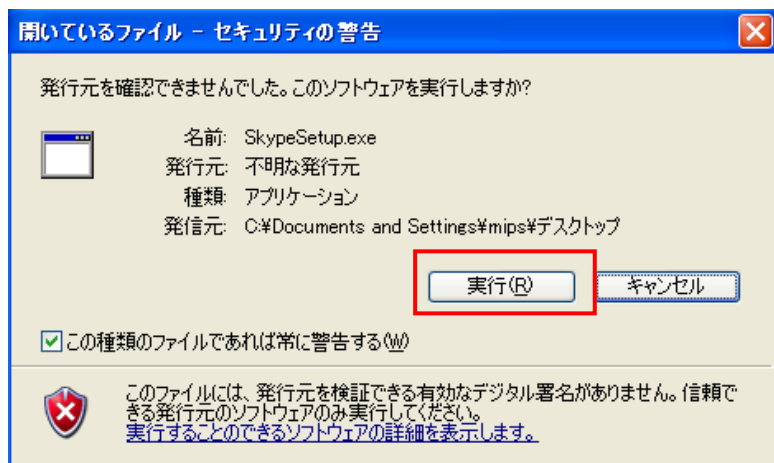 開いているファイル - セキュリティの警告
発行元を確認できませんでした。このソフトウェアを実行しますか?
名前: SkypeSetup.exe
発行元: 不明な発行元
種類: アプリケーション
発信元: C:¥Documents and Settings¥mips¥デスクトップ
実行(R) キャンセル
この種類のファイルであれば常に警告する(W)
このファイルには、発行元を検証できる有効なデジタル署名がありません。信頼で
きる発行元のソフトウェアのみ実行してください。
実行することのできるソフトウェアの詳細を表示します。